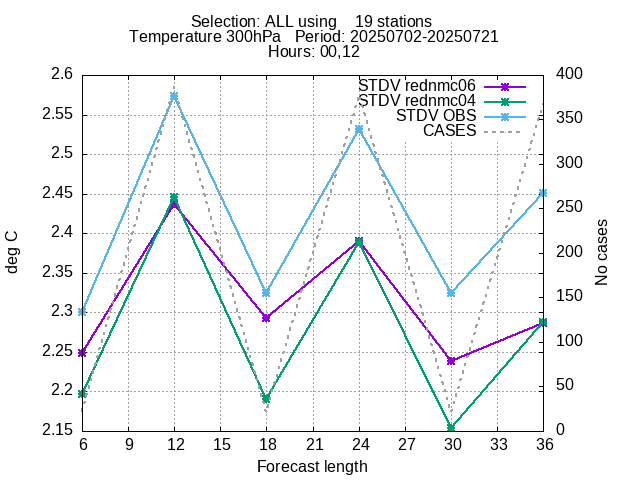 Selection: ALL using    19 stations
Temperature 300hPa   Period: 20250702-20250721
Hours: 00,12
STDV rednmc06
STDV rednmc04
STDV OBS
CASES
2.6
2.55
2.5
2.45
2.4
2.35
2.3
2.25
2.2
2.15
deg C
400
350
300
250
200
150
100
50
0
No cases
6 9 12 15 18 21 24 27 30 33 36
Forecast length